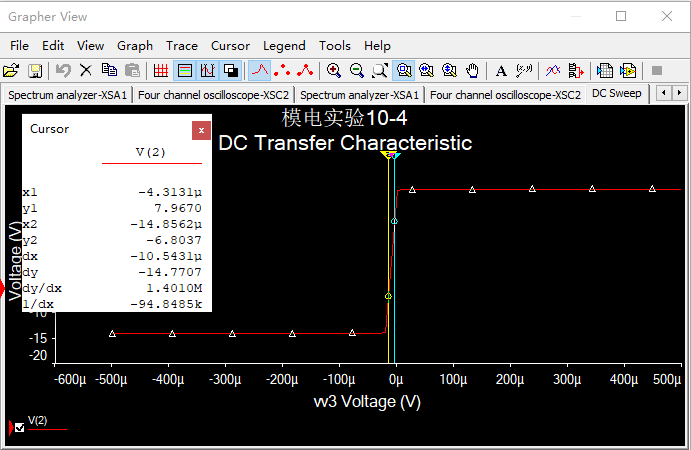 Grapher View
File Edit View Graph Trace Cursor Legend Tools Help
Spectrum analyzer-XSA1 Four channel oscilloscope-XSC2 Spectrum analyzer-XSA1 Four channel oscilloscope-XSC2 DC Sweep
模电实验10-4
DC Transfer Characteristic
Cursor x
V(2)
x1 -4.3131µ
y1 7.9670
x2 -14.8562µ
y2 -6.8037
dx -10.5431µ
dy -14.7707
dy/dx 1.4010M
1/dx -94.8485k
Voltage (V)
-10
-15
-20
-600µ -500µ -400µ -300µ -200µ -100µ 0µ 100µ 200µ 300µ 400µ 500µ
vv3 Voltage (V)
V(2)